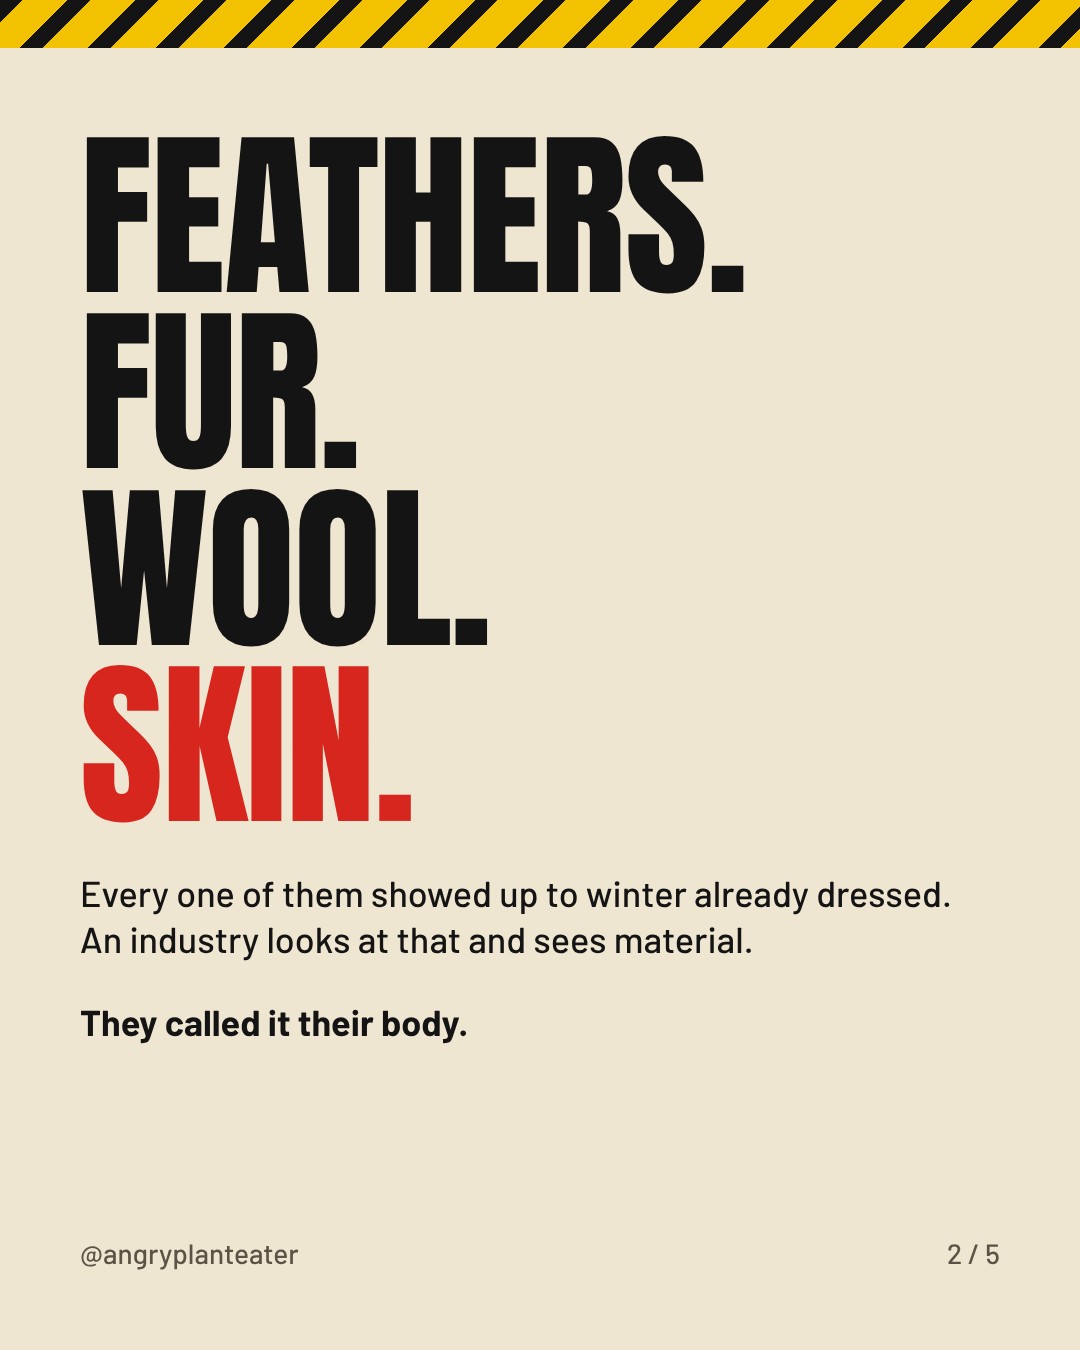 FEATHERS.
FUR.
WOOL.
SKIN.
Every one of them showed up to winter already dressed.
An industry looks at that and sees material.
They called it their body.
@angryplanteater
2 / 5